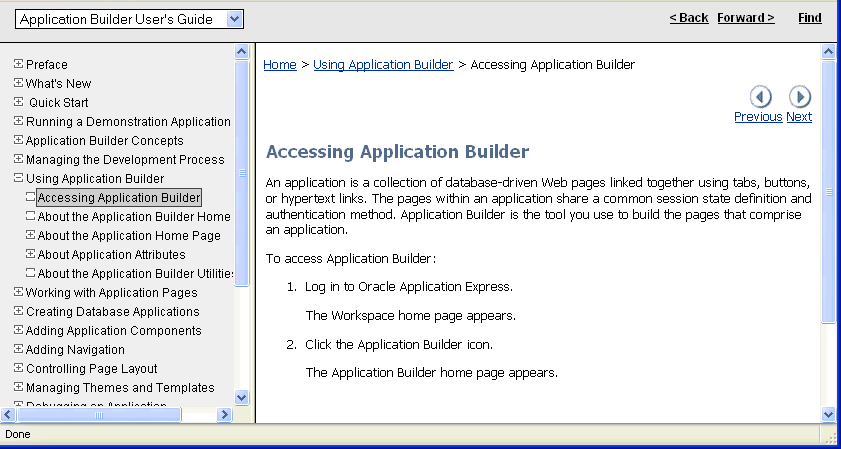 Application Builder User's Guide
< Back Forward > Find
Preface
What's New
Quick Start
Running a Demonstration Application
Application Builder Concepts
Managing the Development Process
Using Application Builder
Accessing Application Builder
About the Application Builder Home
About the Application Home Page
About Application Attributes
About the Application Builder Utilities
Working with Application Pages
Creating Database Applications
Adding Application Components
Adding Navigation
Controlling Page Layout
Managing Themes and Templates
Debugging an Application
Home > Using Application Builder > Accessing Application Builder
Previous Next
Accessing Application Builder
An application is a collection of database-driven Web pages linked together using tabs, buttons,
or hypertext links. The pages within an application share a common session state definition and
authentication method. Application Builder is the tool you use to build the pages that comprise
an application.
To access Application Builder:
1. Log in to Oracle Application Express.
The Workspace home page appears.
2. Click the Application Builder icon.
The Application Builder home page appears.
Done